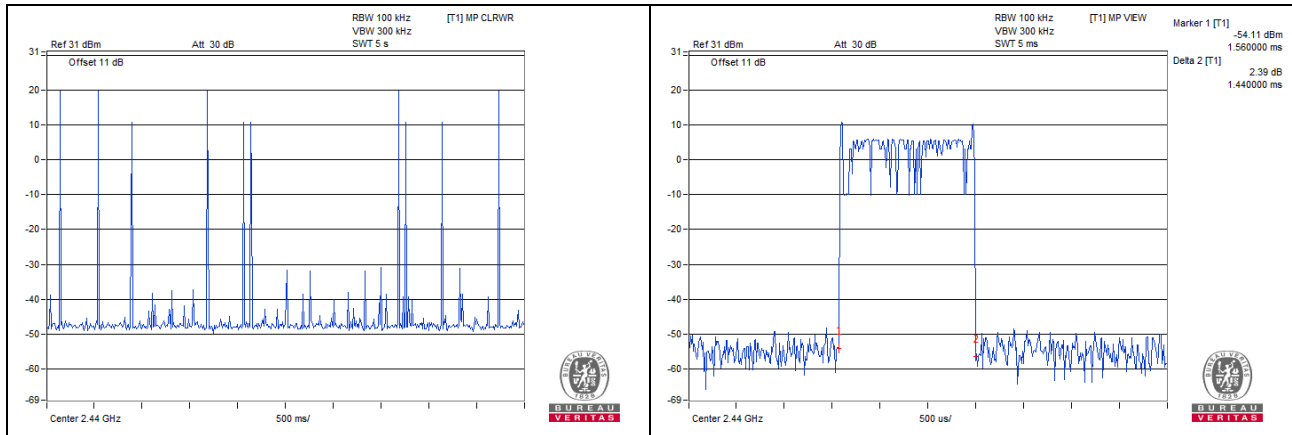 RBW 100 kHz [T1] MP CLRWR
VBW 300 kHz
Ref 31 dBm Att 30 dB SWT 5 s
31
Offset 11 dB
20
10
0
-10
-20
-30
-40
-50
-60
-69
Center 2.44 GHz 500 ms/
BUREAU VERITAS
1828
BUREAU
VERITAS
RBW 100 kHz [T1] MP VIEW
VBW 300 kHz
Ref 31 dBm Att 30 dB SWT 5 ms
Marker 1 [T1]
-54.11 dBm
1.560000 ms
Delta 2 [T1]
2.39 dB
1.440000 ms
31
Offset 11 dB
20
10
0
-10
-20
-30
-40
-50
-60
-69
1
2
Center 2.44 GHz 500 us/
BUREAU VERITAS
1828
BUREAU
VERITAS